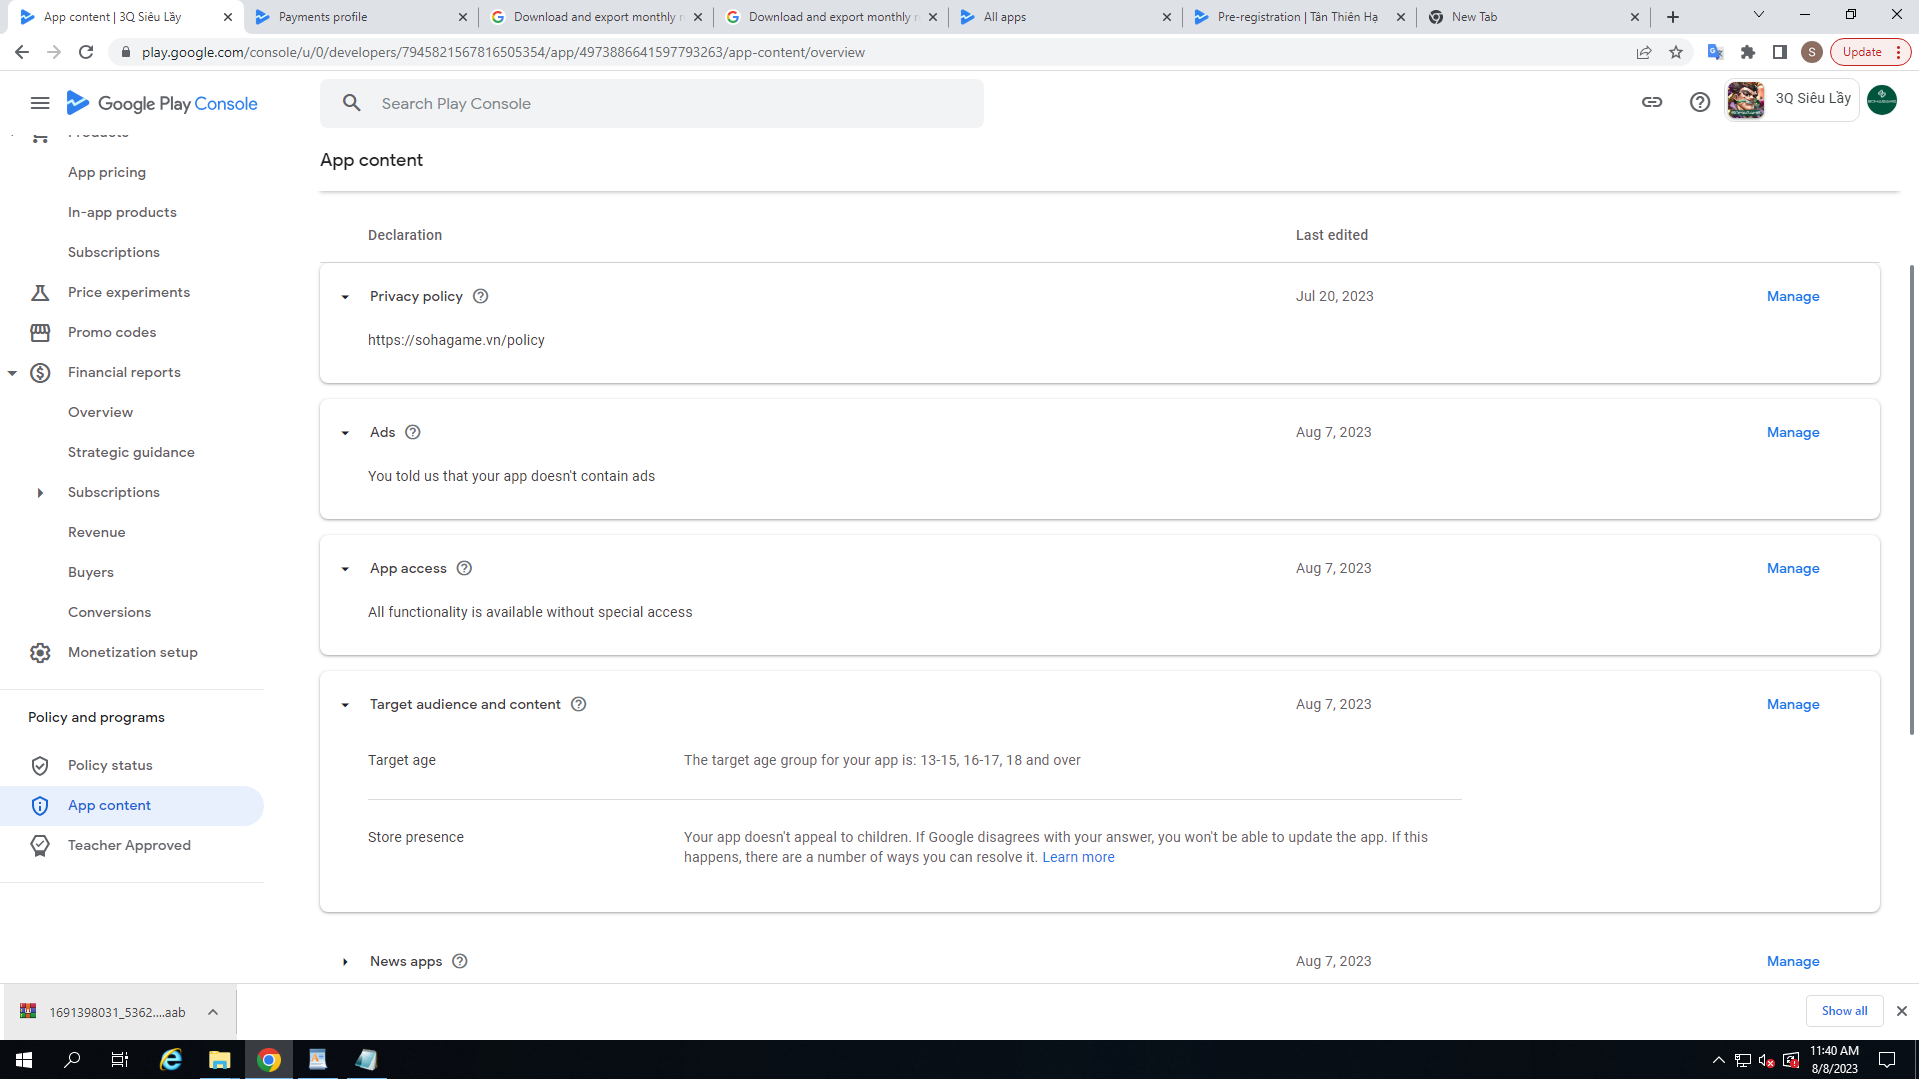 App content | 3Q Siêu Lầy
Payments profile
Download and export monthly r
Download and export monthly r
All apps
Pre-registration | Tân Thiên Hạ
New Tab
play.google.com/console/u/0/developers/7945821567816505354/app/4973886641597793263/app-content/overview
S
Update
Google Play Console
Search Play Console
3Q Siêu Lầy
Products
App pricing
In-app products
Subscriptions
Price experiments
Promo codes
Financial reports
Overview
Strategic guidance
Subscriptions
Revenue
Buyers
Conversions
Monetization setup
Policy and programs
Policy status
App content
Teacher Approved
App content
Declaration
Last edited
Privacy policy
Jul 20, 2023
Manage
https://sohagame.vn/policy
Ads
Aug 7, 2023
Manage
You told us that your app doesn't contain ads
App access
Aug 7, 2023
Manage
All functionality is available without special access
Target audience and content
Aug 7, 2023
Manage
Target age
The target age group for your app is: 13-15, 16-17, 18 and over
Store presence
Your app doesn't appeal to children. If Google disagrees with your answer, you won't be able to update the app. If this
happens, there are a number of ways you can resolve it. Learn more
News apps
Aug 7, 2023
Manage
1691398031_5362....aab
Show all
11:40 AM
8/8/2023